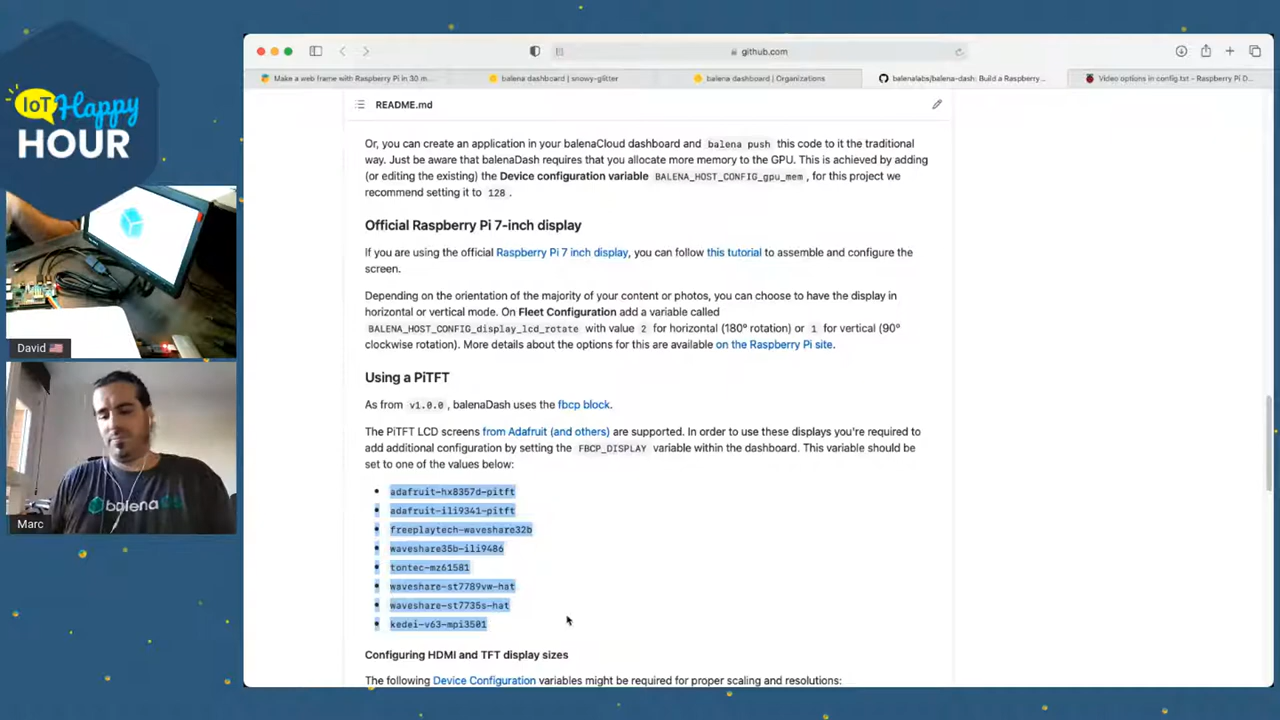 IoT Happy
HOUR
David
Marc
balena
github.com
Make a web frame with Raspberry Pi in 30 m...
balena dashboard | snowy-glitter
balena dashboard | Organizations
balenalabs/balena-dash: Build a Raspberry...
Video options in config.txt - Raspberry Pi D...
README.md
Or, you can create an application in your balenaCloud dashboard and balena push this code to it the traditional
way. Just be aware that balenaDash requires that you allocate more memory to the GPU. This is achieved by adding
(or editing the existing) the Device configuration variable BALENA_HOST_CONFIG_gpu_mem, for this project we
recommend setting it to 128.
Official Raspberry Pi 7-inch display
If you are using the official Raspberry Pi 7 inch display, you can follow this tutorial to assemble and configure the
screen.
Depending on the orientation of the majority of your content or photos, you can choose to have the display in
horizontal or vertical mode. On Fleet Configuration add a variable called
BALENA_HOST_CONFIG_display_lcd_rotate with value 2 for horizontal (180° rotation) or 1 for vertical (90°
clockwise rotation). More details about the options for this are available on the Raspberry Pi site.
Using a PiTFT
As from v1.0.0, balenaDash uses the fbcp block.
The PiTFT LCD screens from Adafruit (and others) are supported. In order to use these displays you're required to
add additional configuration by setting the FBCP_DISPLAY variable within the dashboard. This variable should be
set to one of the values below:
adafruit-hx8357d-pitft
adafruit-ili9341-pitft
freeplaytech-waveshare32b
waveshare35b-ili9486
tontec-mz61581
waveshare-st7789vw-hat
waveshare-st7735s-hat
kedei-v63-mpi3501
Configuring HDMI and TFT display sizes
The following Device Configuration variables might be required for proper scaling and resolutions: